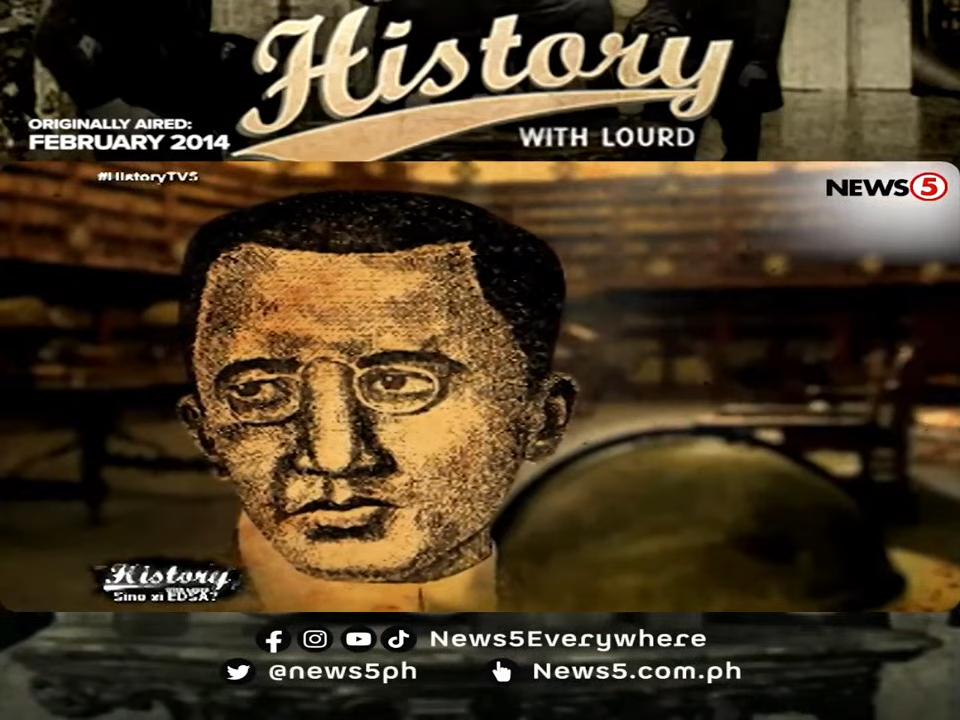 History
WITH LOURD
ORIGINALLY AIRED:
FEBRUARY 2014
#HistoryTV5
NEWS5
History
Sino si EDSA?
News5Everywhere
@news5ph
News5.com.ph